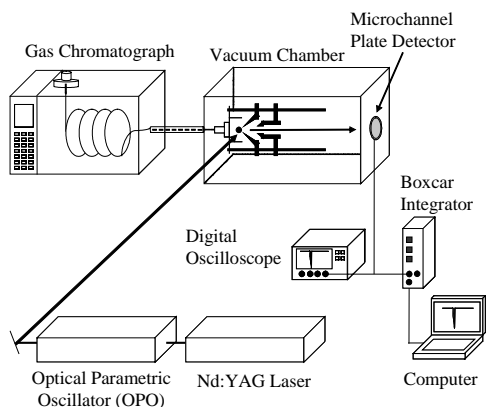 Microchannel
Plate Detector
Gas Chromatograph
Vacuum Chamber
Boxcar
Integrator
Digital
Oscilloscope
Optical Parametric
Oscillator (OPO)
Nd:YAG Laser
Computer